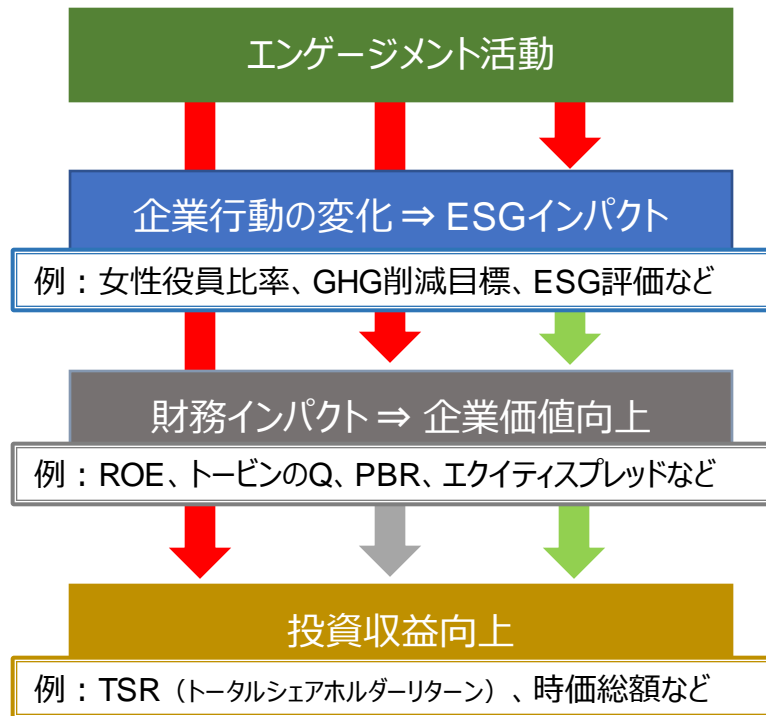 エンゲージメント活動
企業行動の変化 ⇒ ESGインパクト
例：女性役員比率、GHG削減目標、ESG評価など
財務インパクト ⇒ 企業価値向上
例：ROE、トービンのQ、PBR、エクイティスプレッドなど
投資収益向上
例：TSR（トータルシェアホルダーリターン）、時価総額など